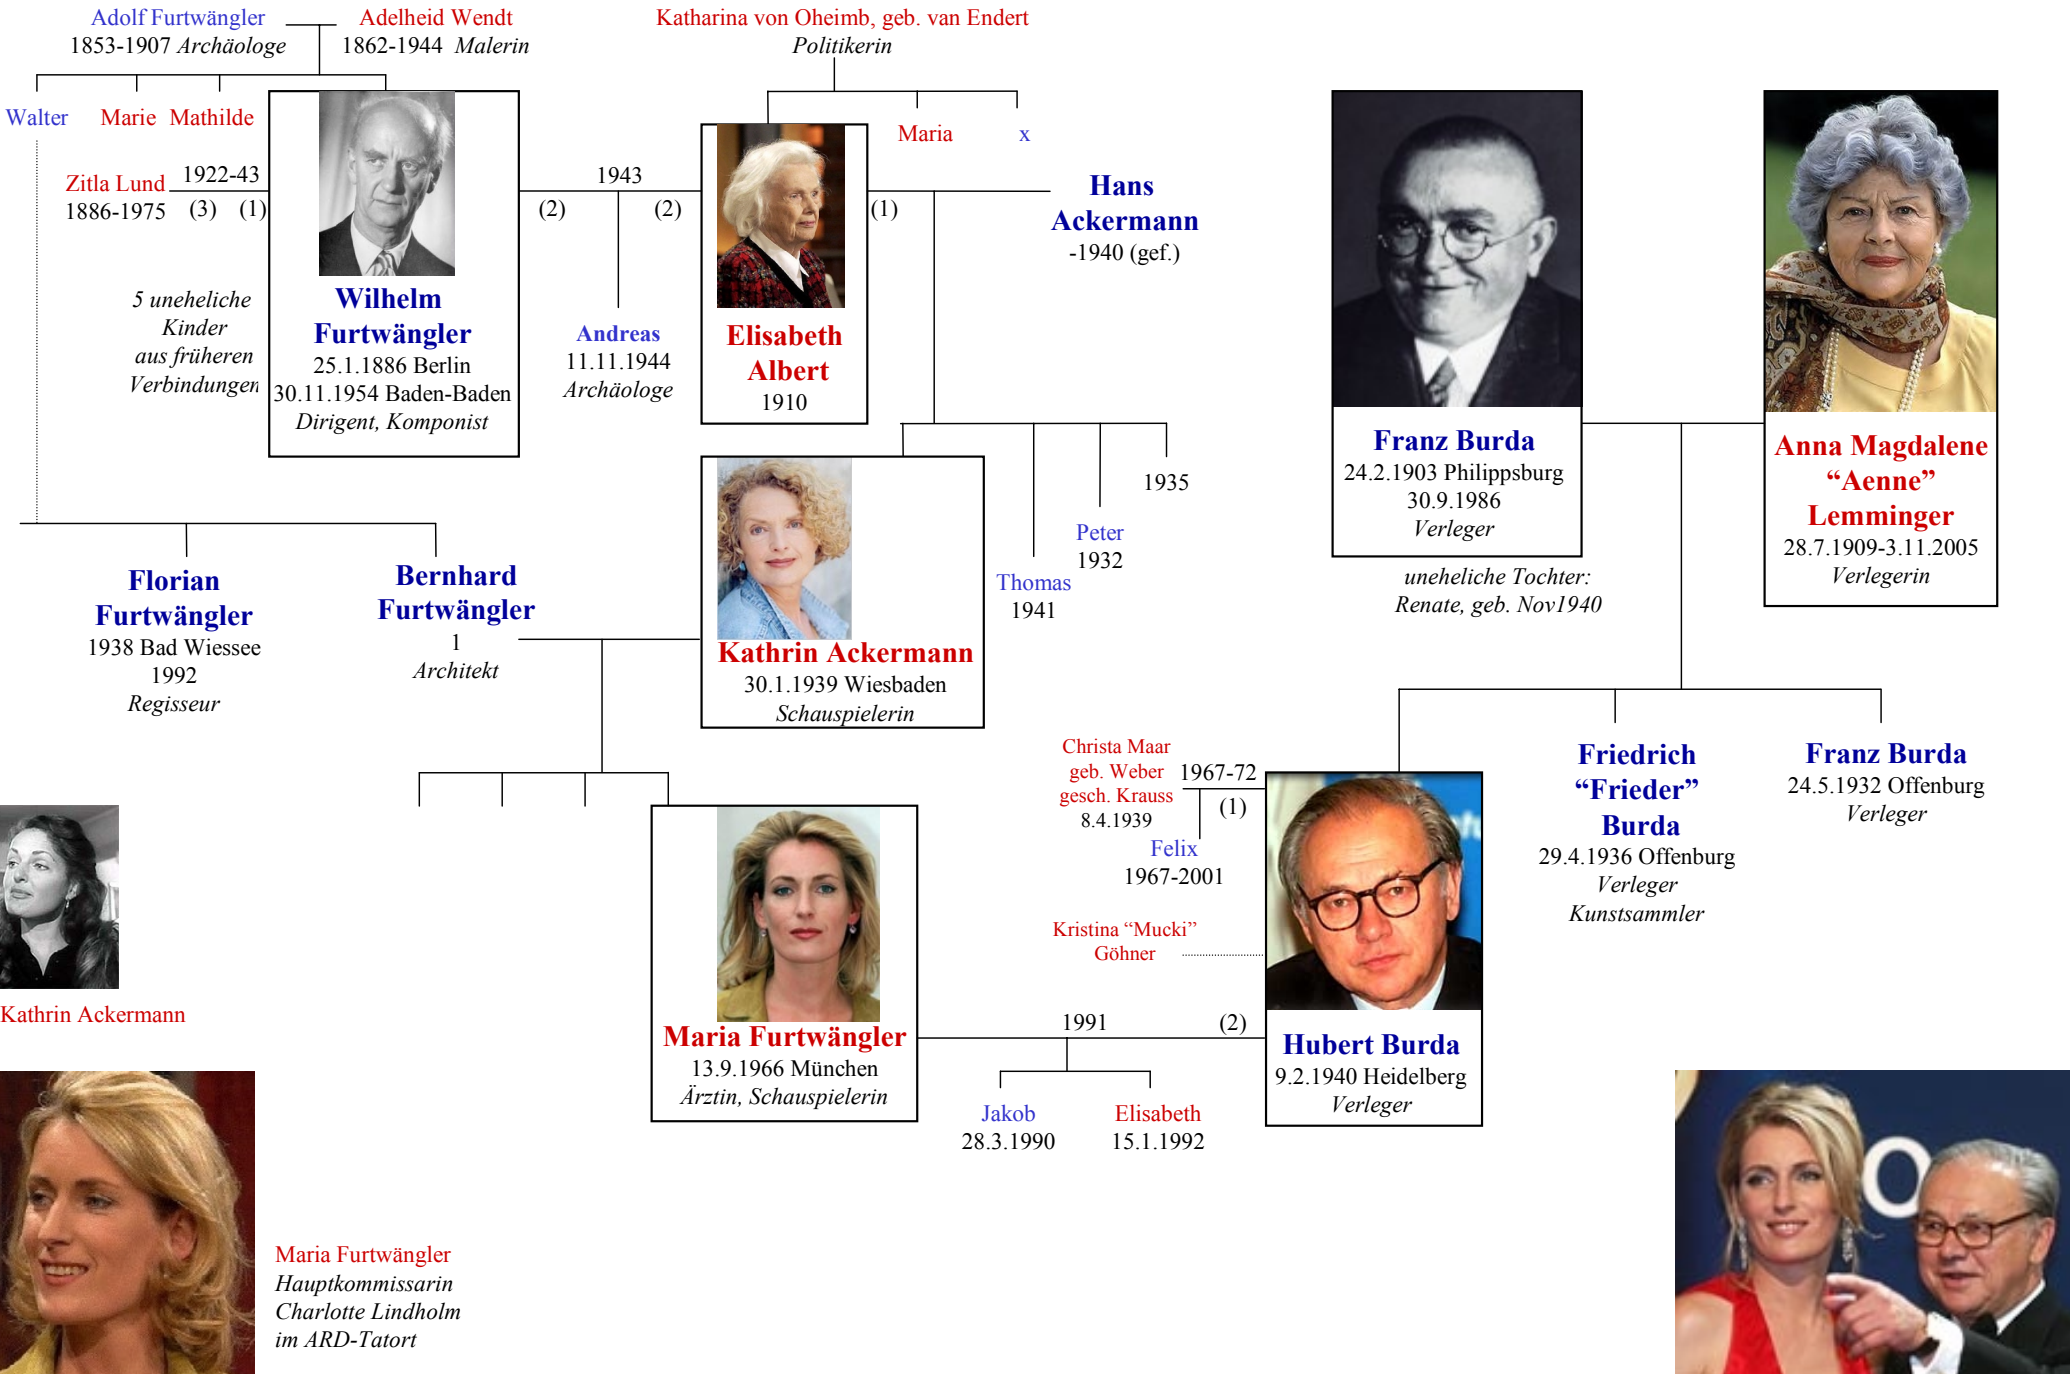 Adolf Furtwängler
1853-1907 Archäologe
Adelheid Wendt
1862-1944 Malerin
Katharina von Oheimb, geb. van Endert
Politikerin
Walter
Marie
Mathilde
Maria
x
Zitla Lund
1886-1975
1922-43
(3)
(1)
5 uneheliche
Kinder
aus früheren
Verbindungen
Wilhelm
Furtwängler
25.1.1886 Berlin
30.11.1954 Baden-Baden
Dirigent, Komponist
1943
(2)
(2)
Andreas
11.11.1944
Archäologe
Elisabeth
Albert
1910
(1)
Hans
Ackermann
-1940 (gef.)
Franz Burda
24.2.1903 Philippsburg
30.9.1986
Verleger
uneheliche Tochter:
Renate, geb. Nov1940
Anna Magdalene
“Aenne”
Lemminger
28.7.1909-3.11.2005
Verlegerin
1935
Peter
1932
Thomas
1941
Florian
Furtwängler
1938 Bad Wiessee
1992
Regisseur
Bernhard
Furtwängler
1
Architekt
Kathrin Ackermann
30.1.1939 Wiesbaden
Schauspielerin
Christa Maar
geb. Weber
gesch. Krauss
8.4.1939
1967-72
(1)
Felix
1967-2001
Kristina “Mucki”
Göhner
Friedrich
“Frieder”
Burda
29.4.1936 Offenburg
Verleger
Kunstsammler
Franz Burda
24.5.1932 Offenburg
Verleger
Kathrin Ackermann
Maria Furtwängler
13.9.1966 München
Ärztin, Schauspielerin
1991
(2)
Hubert Burda
9.2.1940 Heidelberg
Verleger
Jakob
28.3.1990
Elisabeth
15.1.1992
Maria Furtwängler
Hauptkommissarin
Charlotte Lindholm
im ARD-Tatort